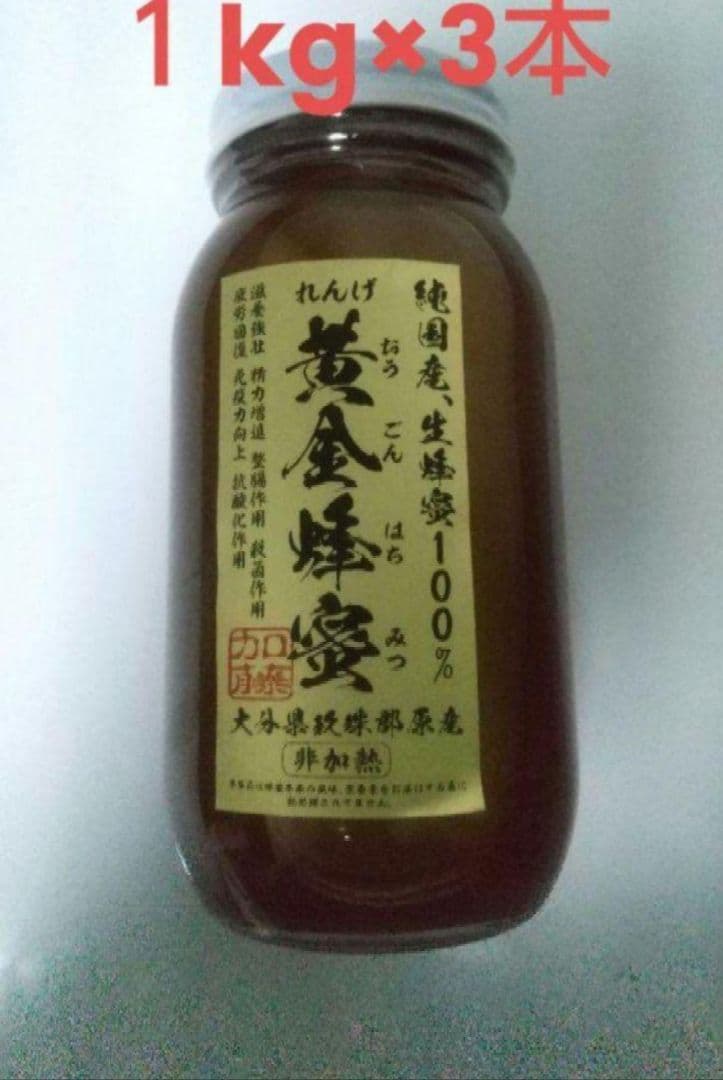 1kg×3本
純国産、生蜂蜜100%
れんげ
黄金蜂蜜
おう
ごん
はち
みつ
滋養強壮 精力増進 整腸作用 殺菌作用
疲労回復 免疫力向上 抗酸化作用
加藤
大分県玖珠郡原産
非加熱